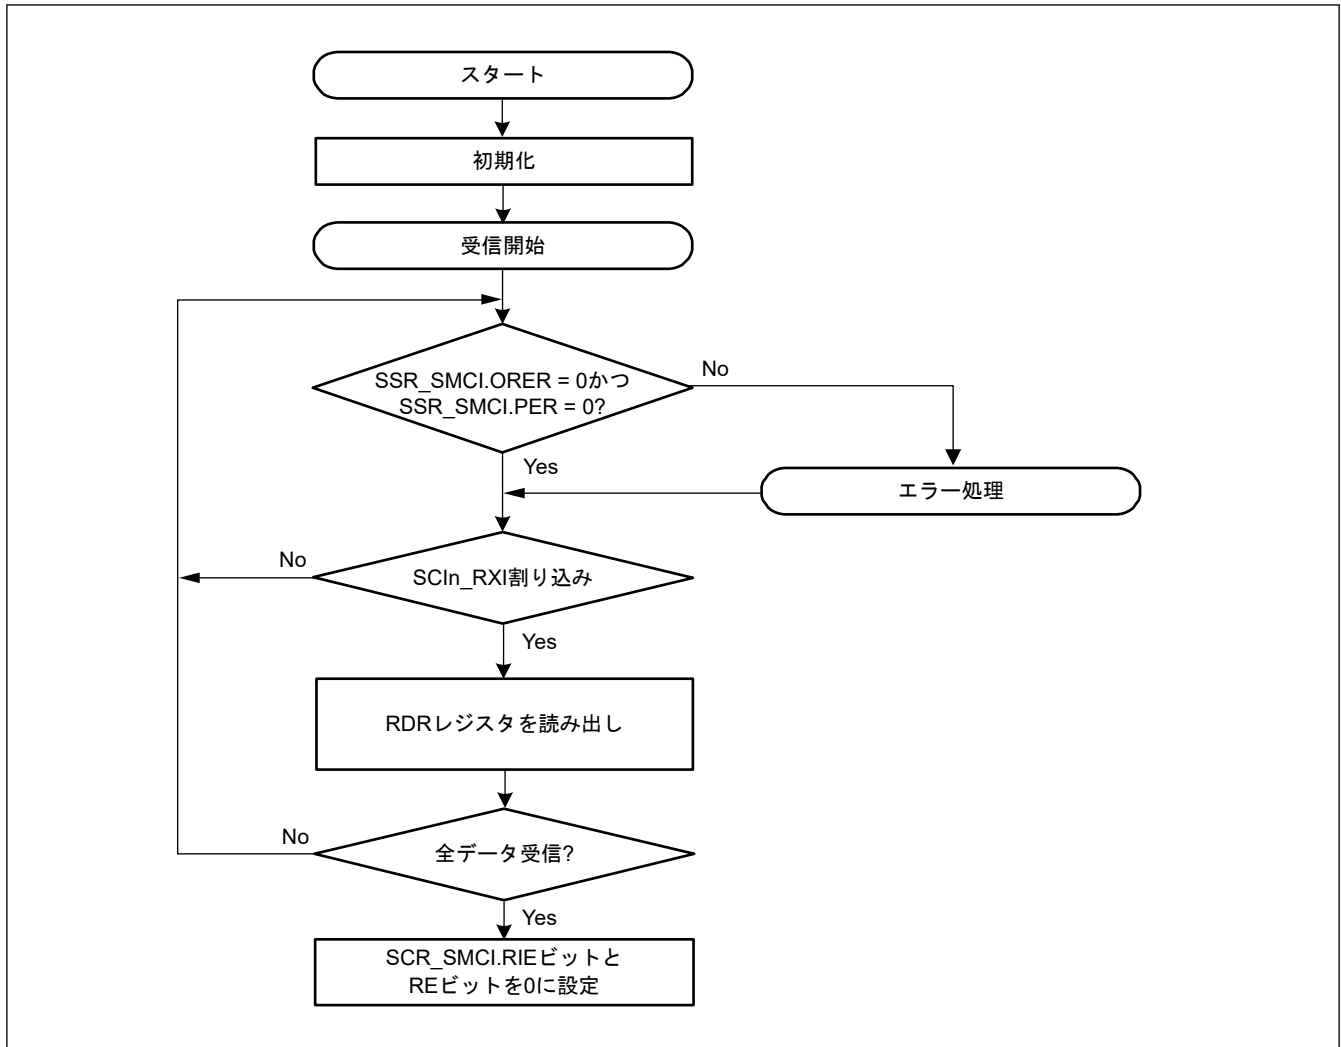 スタート
初期化
受信開始
SSR_SMCI.ORER = 0かつ
SSR_SMCI.PER = 0?
No
Yes
エラー処理
No
SCIn_RXI割り込み
Yes
RDRレジスタを読み出し
No
全データ受信?
Yes
SCR_SMCI.RIEビットと
REビットを0に設定